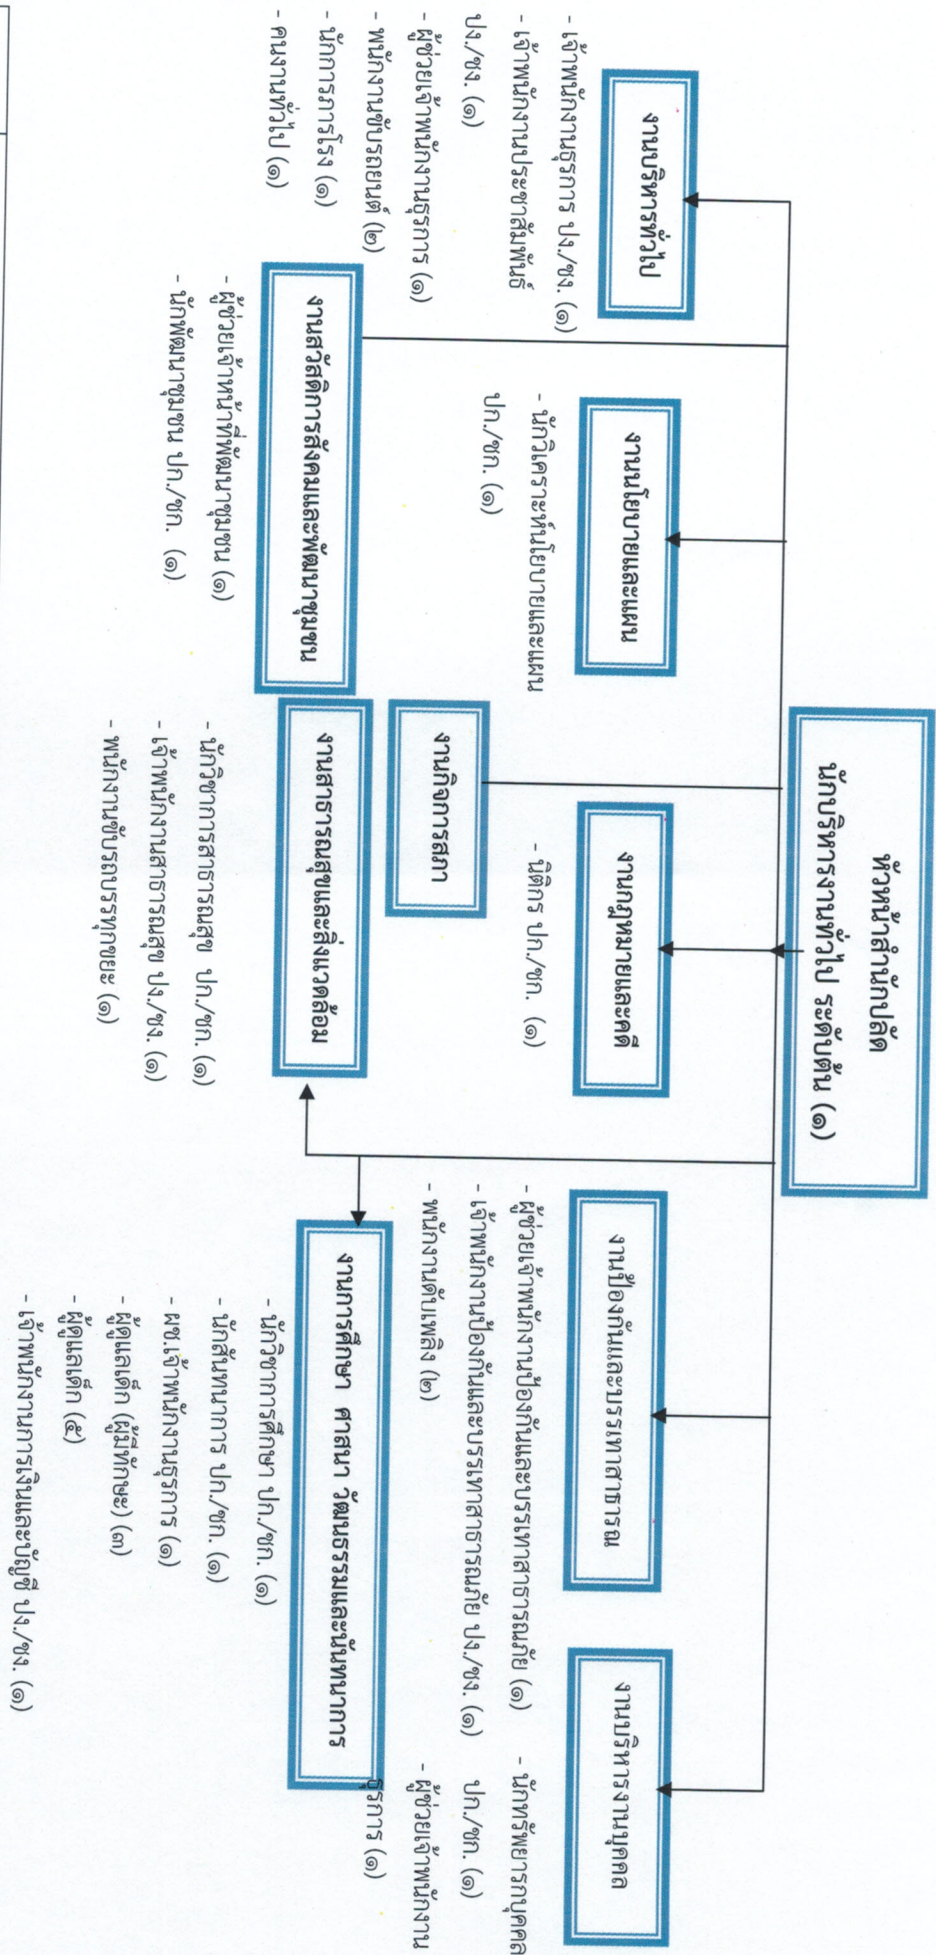 หัวหน้าสำนักปลัด
นักบริหารงานทั่วไป ระดับต้น (๑)
งานบริหารทั่วไป
- เจ้าพนักงานธุรการ ปง./ชง. (๑)
- เจ้าพนักงานประชาสัมพันธ์
ปง./ชง. (๑)
- ผู้ช่วยเจ้าพนักงานธุรการ (๑)
- พนักงานขับรถยนต์ (๒)
- นักการภารโรง (๑)
- คนงานทั่วไป (๑)
งานนโยบายและแผน
- นักวิเคราะห์นโยบายและแผน
ปก./ชก. (๑)
งานกฎหมายและคดี
- นิติกร ปก./ชก. (๑)
งานป้องกันและบรรเทาสาธารณ
- ผู้ช่วยเจ้าพนักงานป้องกันและบรรเทาสาธารณภัย (๑)
- เจ้าพนักงานป้องกันและบรรเทาสาธารณภัย ปง./ชง. (๑)
- พนักงานดับเพลิง (๒)
งานบริหารงานบุคคล
- นักทรัพยากรบุคคล
ปก./ชก. (๑)
- ผู้ช่วยเจ้าพนักงาน
ธุรการ (๑)
งานสวัสดิการสังคมและพัฒนาชุมชน
- ผู้ช่วยเจ้าหน้าที่พัฒนาชุมชน (๑)
- นักพัฒนาชุมชน ปก./ชก. (๑)
งานกิจการสภา
งานสาธารณสุขและสิ่งแวดล้อม
- นักวิชาการสาธารณสุข ปก./ชก. (๑)
- เจ้าพนักงานสาธารณสุข ปง./ชง. (๑)
- พนักงานขับรถบรรทุกขยะ (๑)
งานการศึกษา ศาสนา วัฒนธรรมและนันทนาการ
- นักวิชาการศึกษา ปก./ชก. (๑)
- นักสันทนาการ ปก./ชก. (๑)
- ผช.เจ้าพนักงานธุรการ (๑)
- ผู้ดูแลเด็ก (ผู้มีทักษะ) (๓)
- ผู้ดูแลเด็ก (๕)
- เจ้าพนักงานการเงินและบัญชี ปง./ชง. (๑)